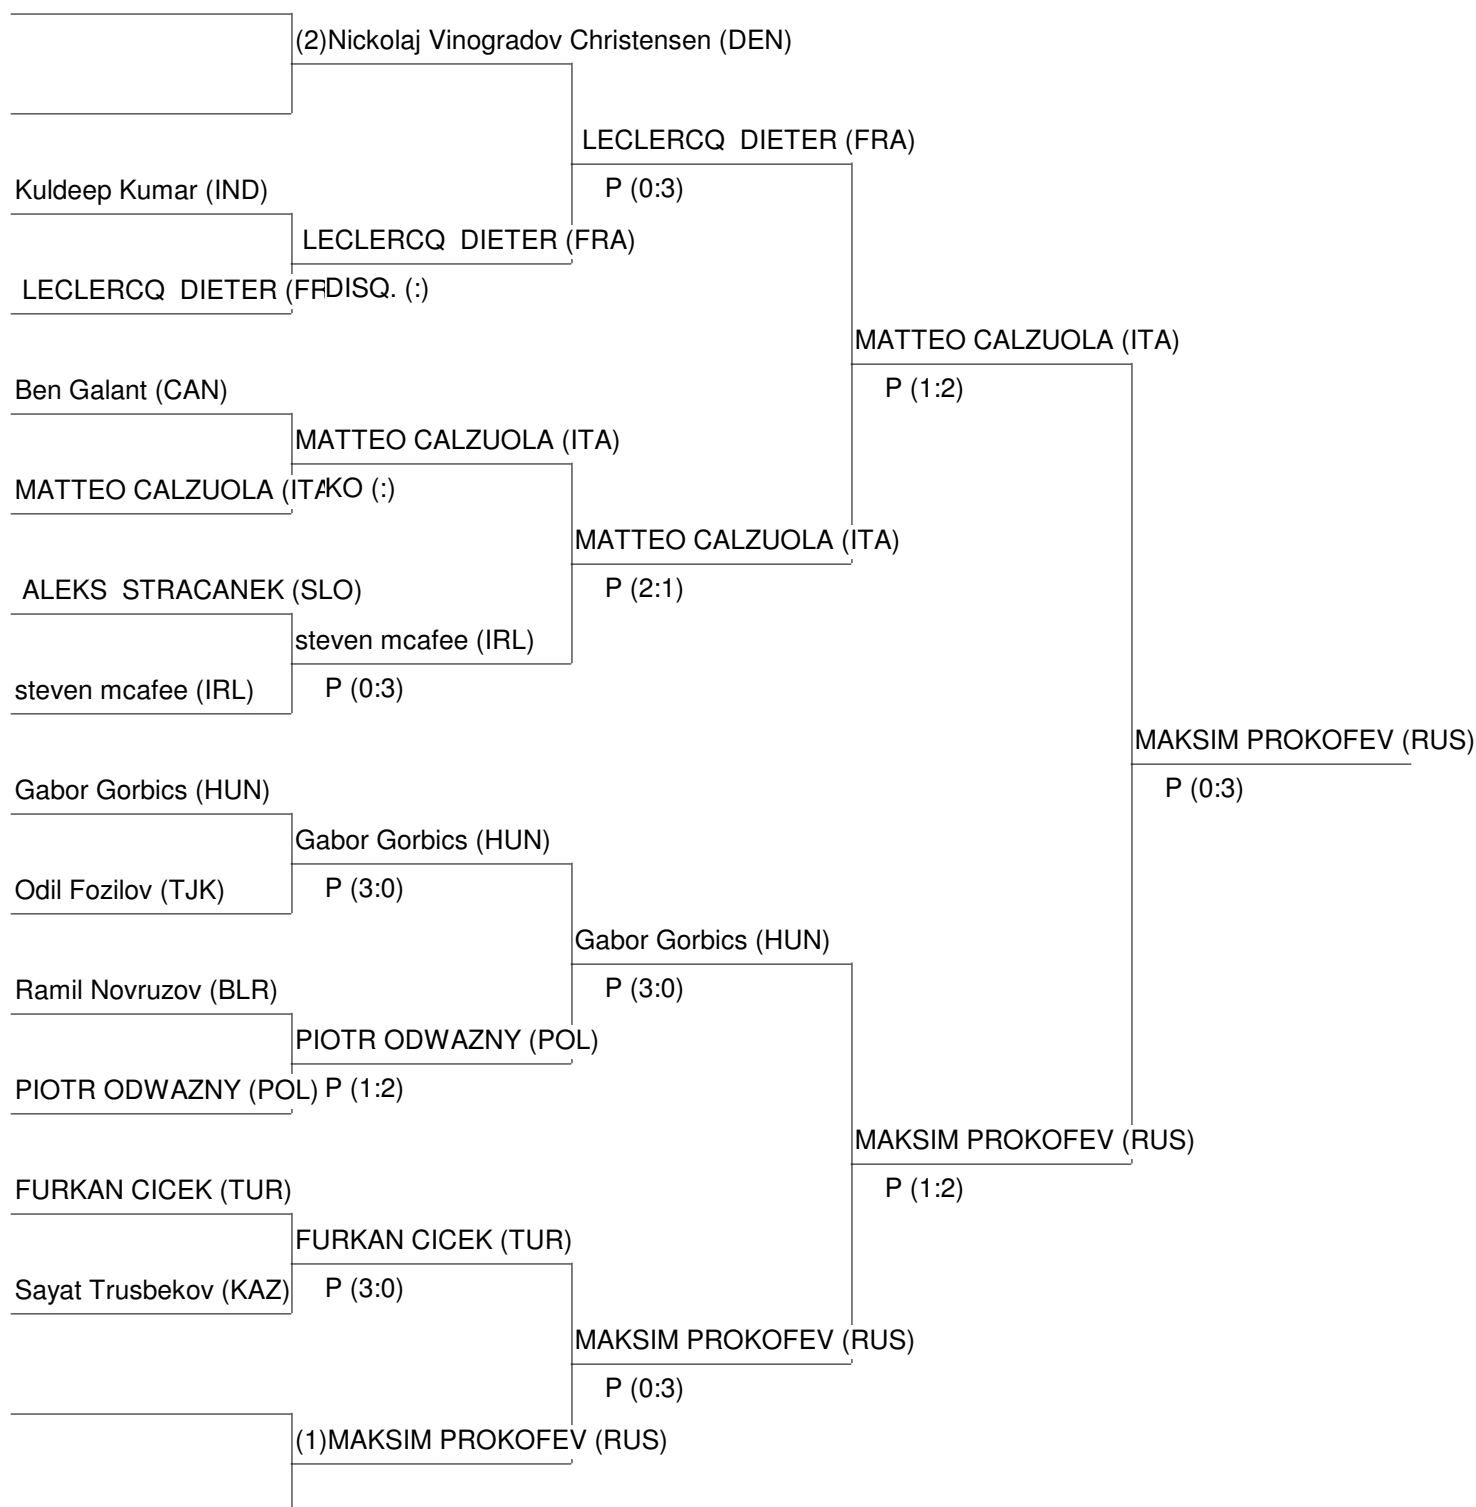 (2)Nickolaj Vinogradov Christensen (DEN)
LECLERCQ  DIETER (FRA)
P (0:3)
Kuldeep Kumar (IND)
LECLERCQ  DIETER (FRA)
LECLERCQ  DIETER (FR
DISQ. (:)
MATTEO CALZUOLA (ITA)
P (1:2)
Ben Galant (CAN)
MATTEO CALZUOLA (ITA)
MATTEO CALZUOLA (ITA
KO (:)
MATTEO CALZUOLA (ITA)
P (2:1)
ALEKS  STRACANEK (SLO)
steven mcafee (IRL)
steven mcafee (IRL)
P (0:3)
MAKSIM PROKOFEV (RUS)
P (0:3)
Gabor Gorbics (HUN)
Gabor Gorbics (HUN)
Odil Fozilov (TJK)
P (3:0)
Gabor Gorbics (HUN)
P (3:0)
Ramil Novruzov (BLR)
PIOTR ODWAZNY (POL)
PIOTR ODWAZNY (POL)
P (1:2)
MAKSIM PROKOFEV (RUS)
P (1:2)
FURKAN CICEK (TUR)
FURKAN CICEK (TUR)
Sayat Trusbekov (KAZ)
P (3:0)
MAKSIM PROKOFEV (RUS)
P (0:3)
(1)MAKSIM PROKOFEV (RUS)